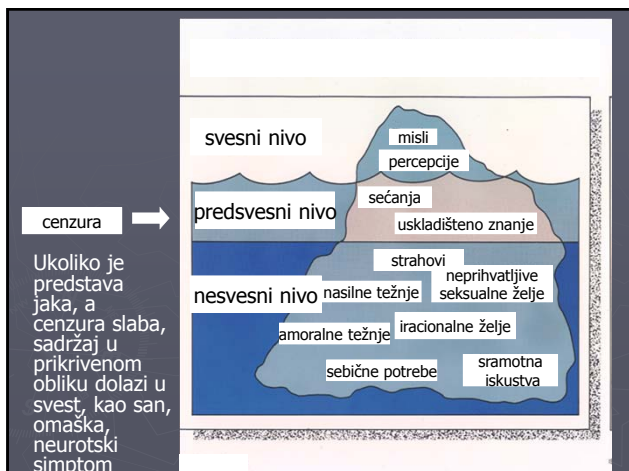 svesni nivo
misli
percepcije
cenzura
predsvesni nivo
sećanja
uskladišteno znanje
nesvesni nivo
strahovi
nasilne težnje
neprihvatljive
seksualne želje
amoralne težnje
iracionalne želje
sebične potrebe
sramotna
iskustva
Ukoliko je
predstava
jaka, a
cenzura slaba,
sadržaj u
prikrivenom
obliku dolazi u
svest, kao san,
omaška,
neurotski
simptom